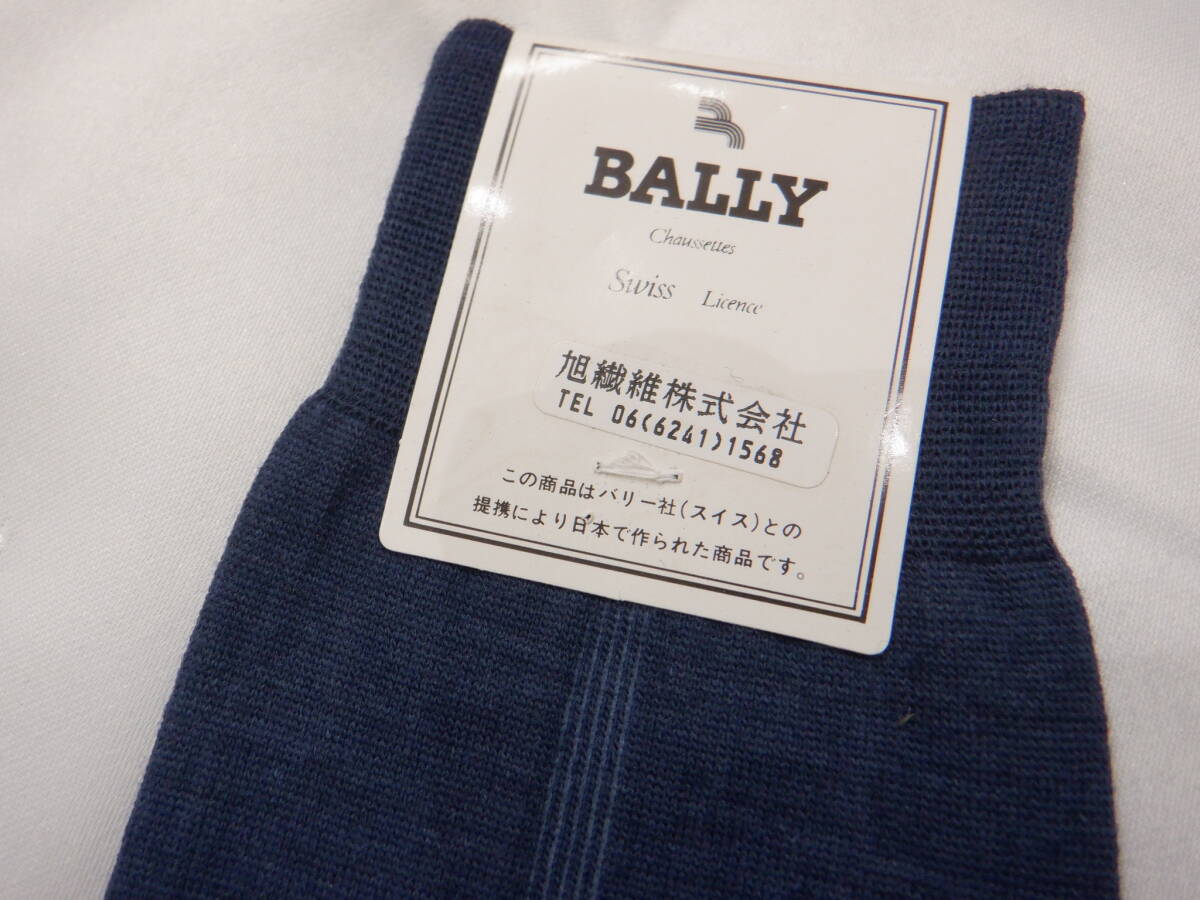 BALLY
Chaussettes
Swiss Licence
旭繊維株式会社
TEL 06(6241)1568
この商品はバリー社(スイス)との
提携により日本で作られた商品です。